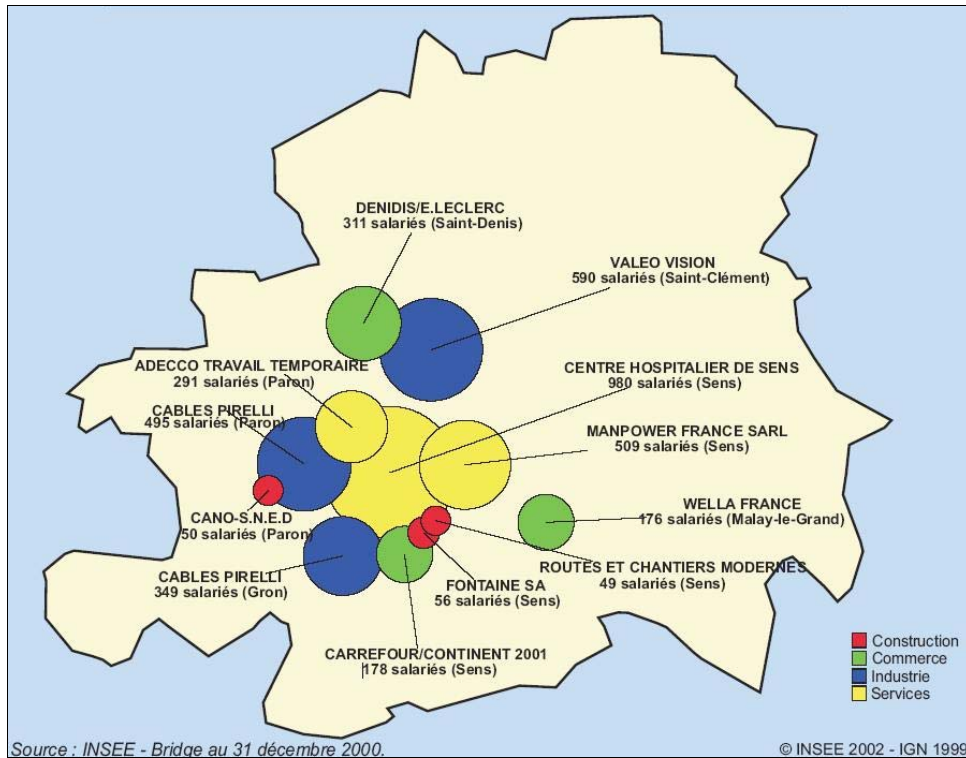 DENIDIS/E.LECLERC
311 salariés (Saint-Denis)
VALEO VISION
590 salariés (Saint-Clément)
ADECCO TRAVAIL TEMPORAIRE
291 salariés (Paron)
CENTRE HOSPITALIER DE SENS
980 salariés (Sens)
CABLES PIRELLI
495 salariés (Paron)
MANPOWER FRANCE SARL
509 salariés (Sens)
WELLA FRANCE
176 salariés (Malay-le-Grand)
CANO-S.N.E.D
50 salariés (Paron)
ROUTES ET CHANTIERS MODERNES
49 salariés (Sens)
CABLES PIRELLI
349 salariés (Gron)
FONTAINE SA
56 salariés (Sens)
CARREFOUR/CONTINENT 2001
178 salariés (Sens)
Construction
Commerce
Industrie
Services
Source : INSEE - Bridge au 31 décembre 2000.
© INSEE 2002 - IGN 1999